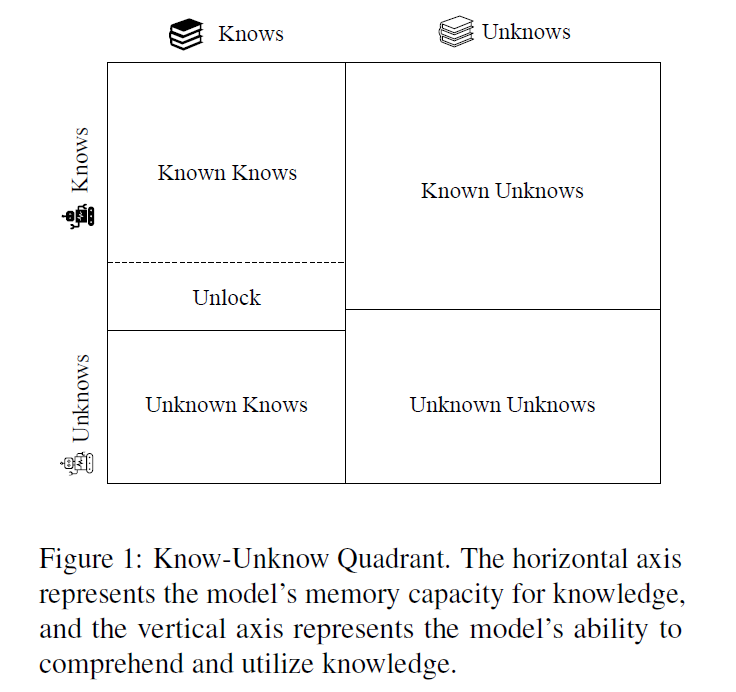 Knows
Unknows
Knows
Known Knows
Known Unknows
Unlock
Unknows
Unknown Knows
Unknown Unknows
Figure 1: Know-Unknow Quadrant. The horizontal axis
represents the model’s memory capacity for knowledge,
and the vertical axis represents the model’s ability to
comprehend and utilize knowledge.